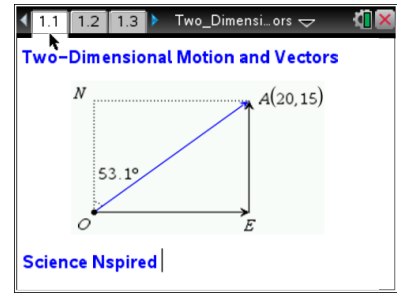 1.1 1.2 1.3 Two_Dimensi...ors
Two-Dimensional Motion and Vectors
N A(20,15)
53.1°
O E
Science Nspired